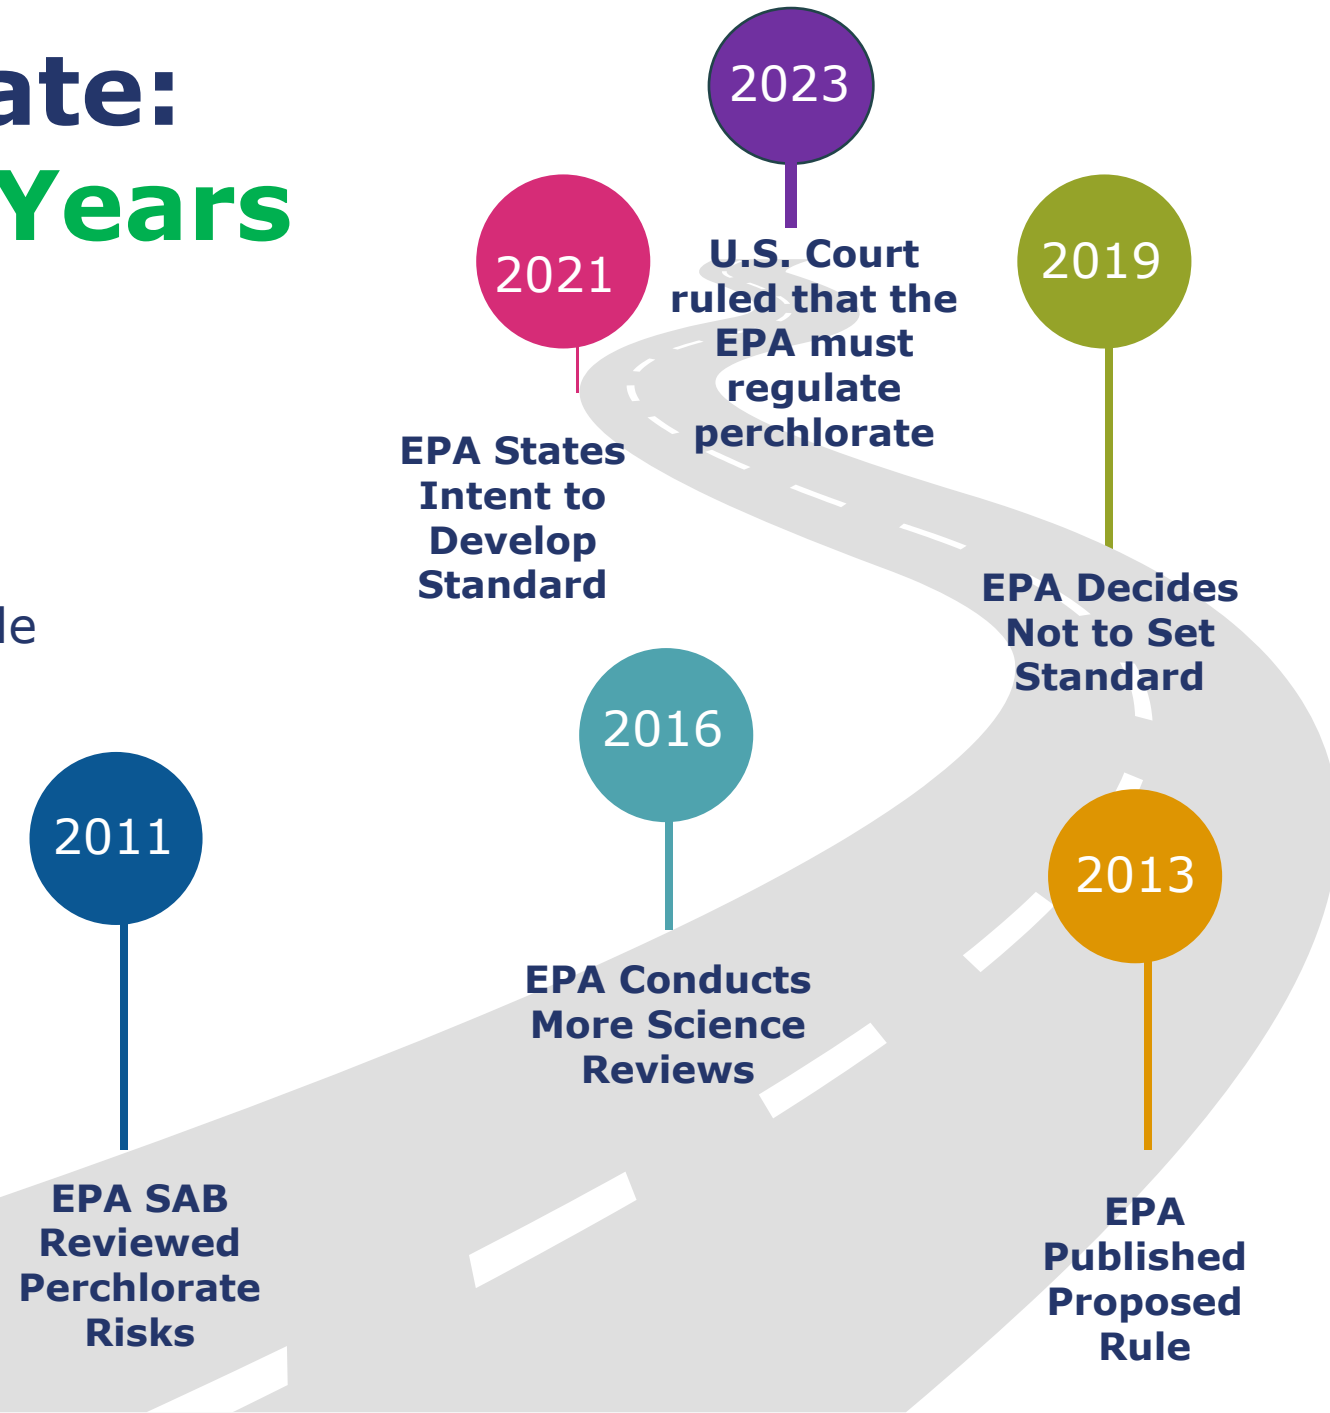 ate:
Years
2023
U.S. Court
ruled that the
EPA must
regulate
perchlorate
2021
EPA States
Intent to
Develop
Standard
2019
EPA Decides
Not to Set
Standard
le
2016
EPA Conducts
More Science
Reviews
2011
EPA SAB
Reviewed
Perchlorate
Risks
2013
EPA
Published
Proposed
Rule